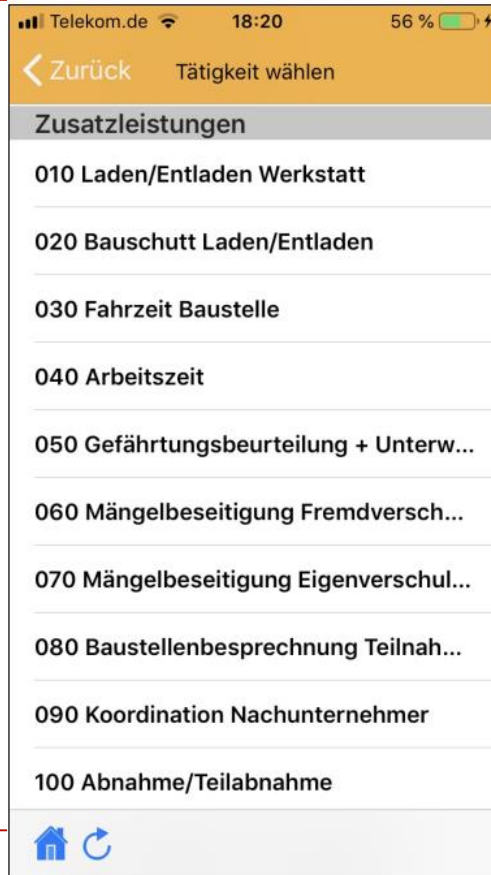 Telekom.de 18:20 56 %
Zurück Tätigkeit wählen
Zusatzleistungen
010 Laden/Entladen Werkstatt
020 Bauschutt Laden/Entladen
030 Fahrzeit Baustelle
040 Arbeitszeit
050 Gefährtungsbeurteilung + Unterw...
060 Mängelbeseitigung Fremdversch...
070 Mängelbeseitigung Eigenverschul...
080 Baustellenbesprechnung Teilnah...
090 Koordination Nachunternehmer
100 Abnahme/Teilabnahme